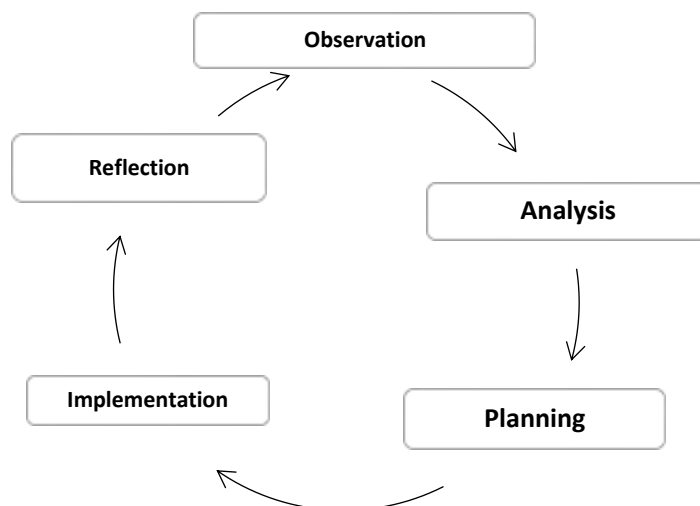 Observation
Reflection
Analysis
Implementation
Planning